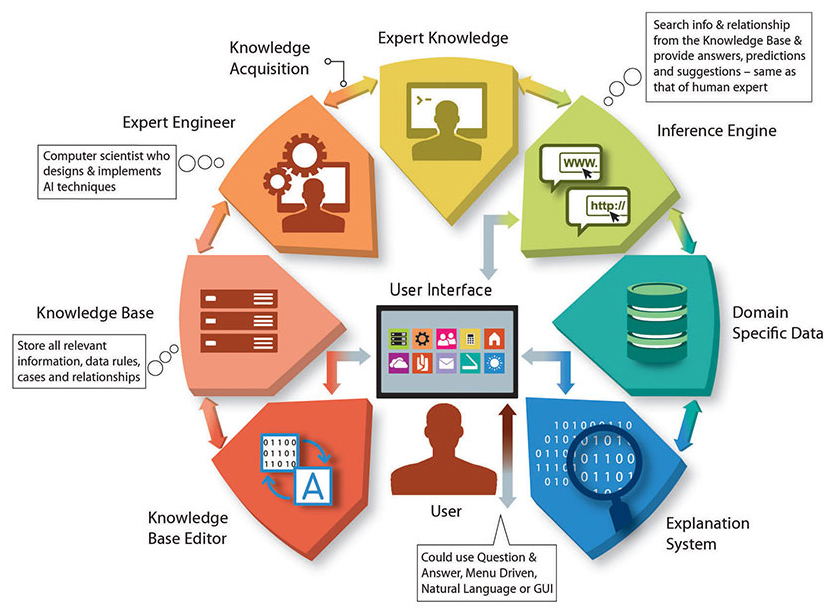 Expert Knowledge
Knowledge
Acquisition
Search info & relationship
from the Knowledge Base &
provide answers, predictions
and suggestions – same as
that of human expert
Expert Engineer
Computer scientist who
designs & implements
AI techniques
Inference Engine
www.
http://
User Interface
Knowledge Base
Store all relevant
information, data rules,
cases and relationships
Domain
Specific Data
01100
01101
11010
A
Knowledge
Base Editor
User
Could use Question &
Answer, Menu Driven,
Natural Language or GUI
101000110
Explanation
System